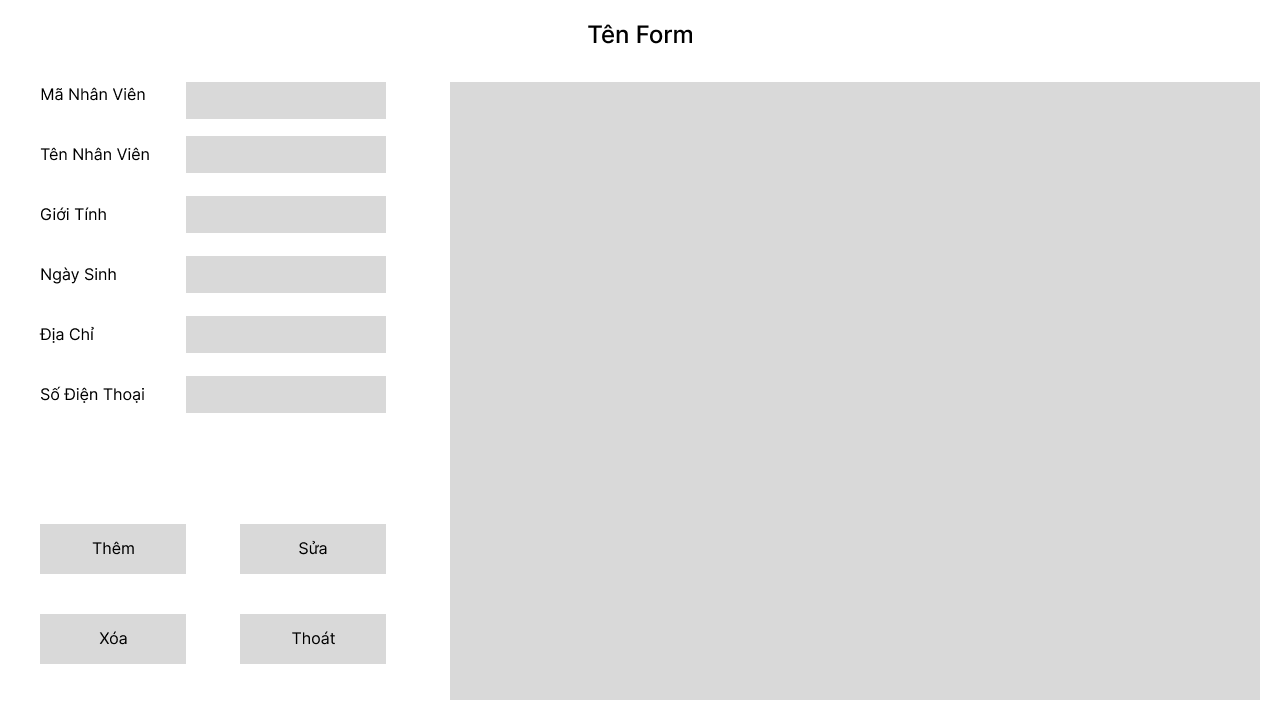 Tên Form
Mã Nhân Viên
Tên Nhân Viên
Giới Tính
Ngày Sinh
Địa Chỉ
Số Điện Thoại
Thêm
Sửa
Xóa
Thoát